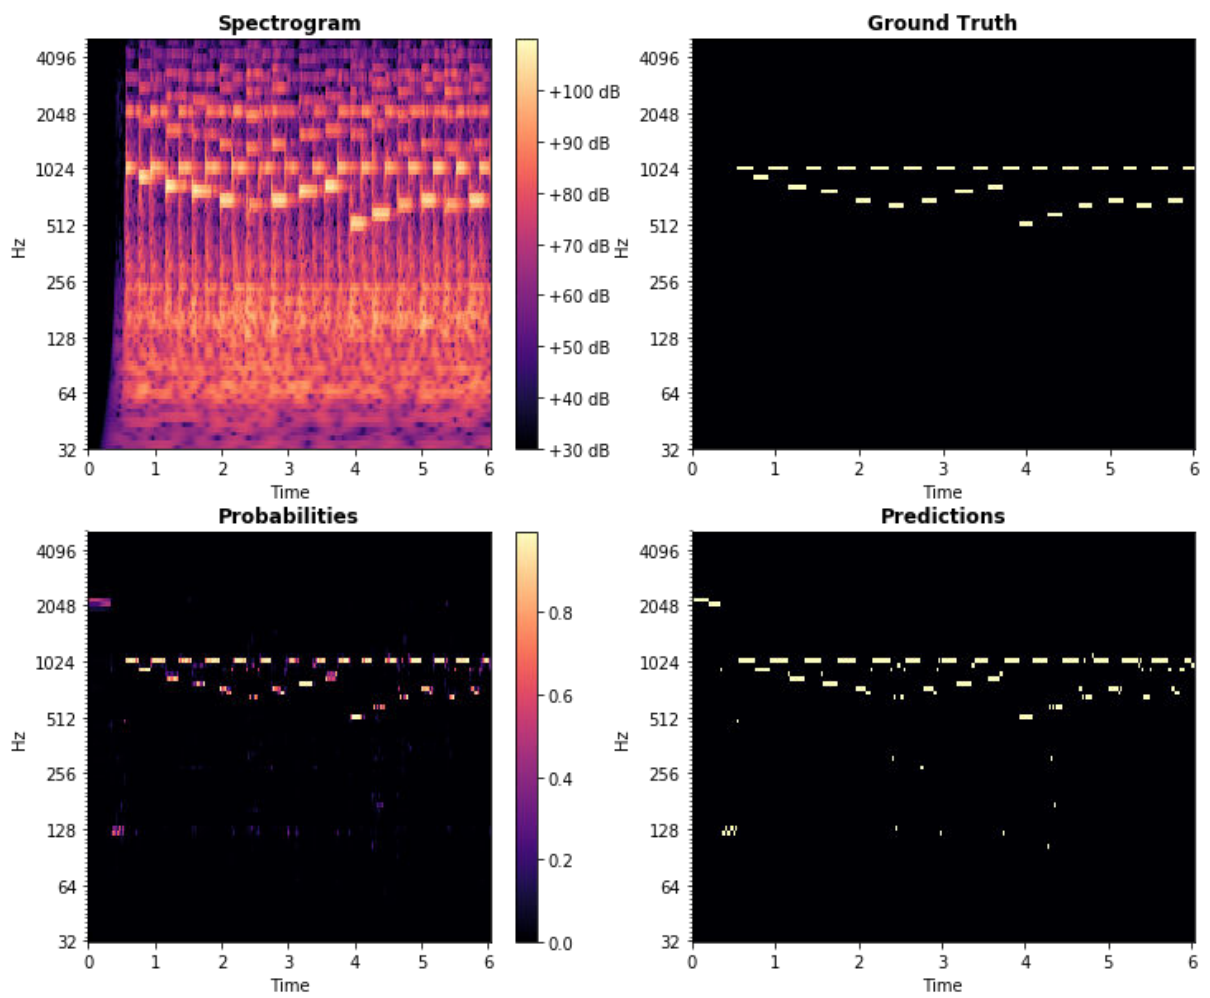 Spectrogram
4096
2048
1024
512
256
128
64
32
Hz
0 1 2 3 4 5 6
Time
+100 dB
+90 dB
+80 dB
+70 dB
+60 dB
+50 dB
+40 dB
+30 dB
Ground Truth
4096
2048
1024
512
256
128
64
32
Hz
0 1 2 3 4 5 6
Time
Probabilities
4096
2048
1024
512
256
128
64
32
Hz
0 1 2 3 4 5 6
Time
0.8
0.6
0.4
0.2
0.0
Predictions
4096
2048
1024
512
256
128
64
32
Hz
0 1 2 3 4 5 6
Time